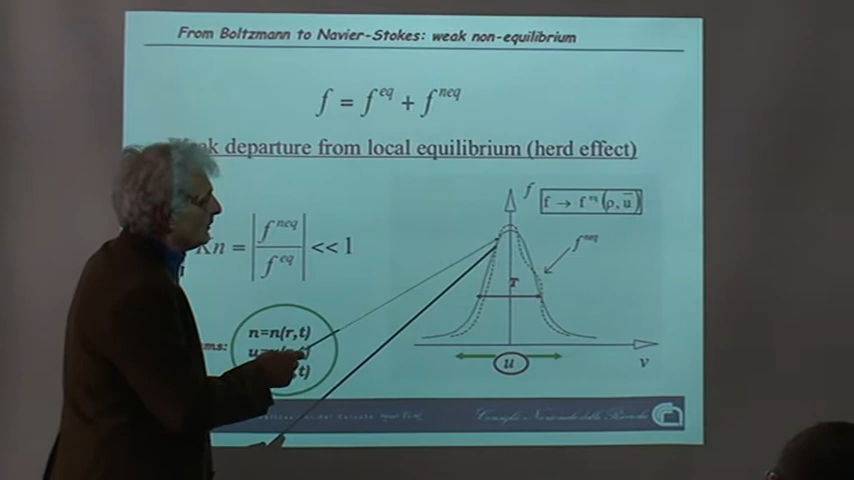 From Boltzmann to Navier-Stokes: weak non-equilibrium
f = f^eq + f^neq
departure from local equilibrium (herd effect)
f
f → f^eq(ρ, u̅)
n = |f^neq / f^eq| << 1
f^neq
T
n=n(r,t)
u
v
Consiglio Nazionale delle Ricerche